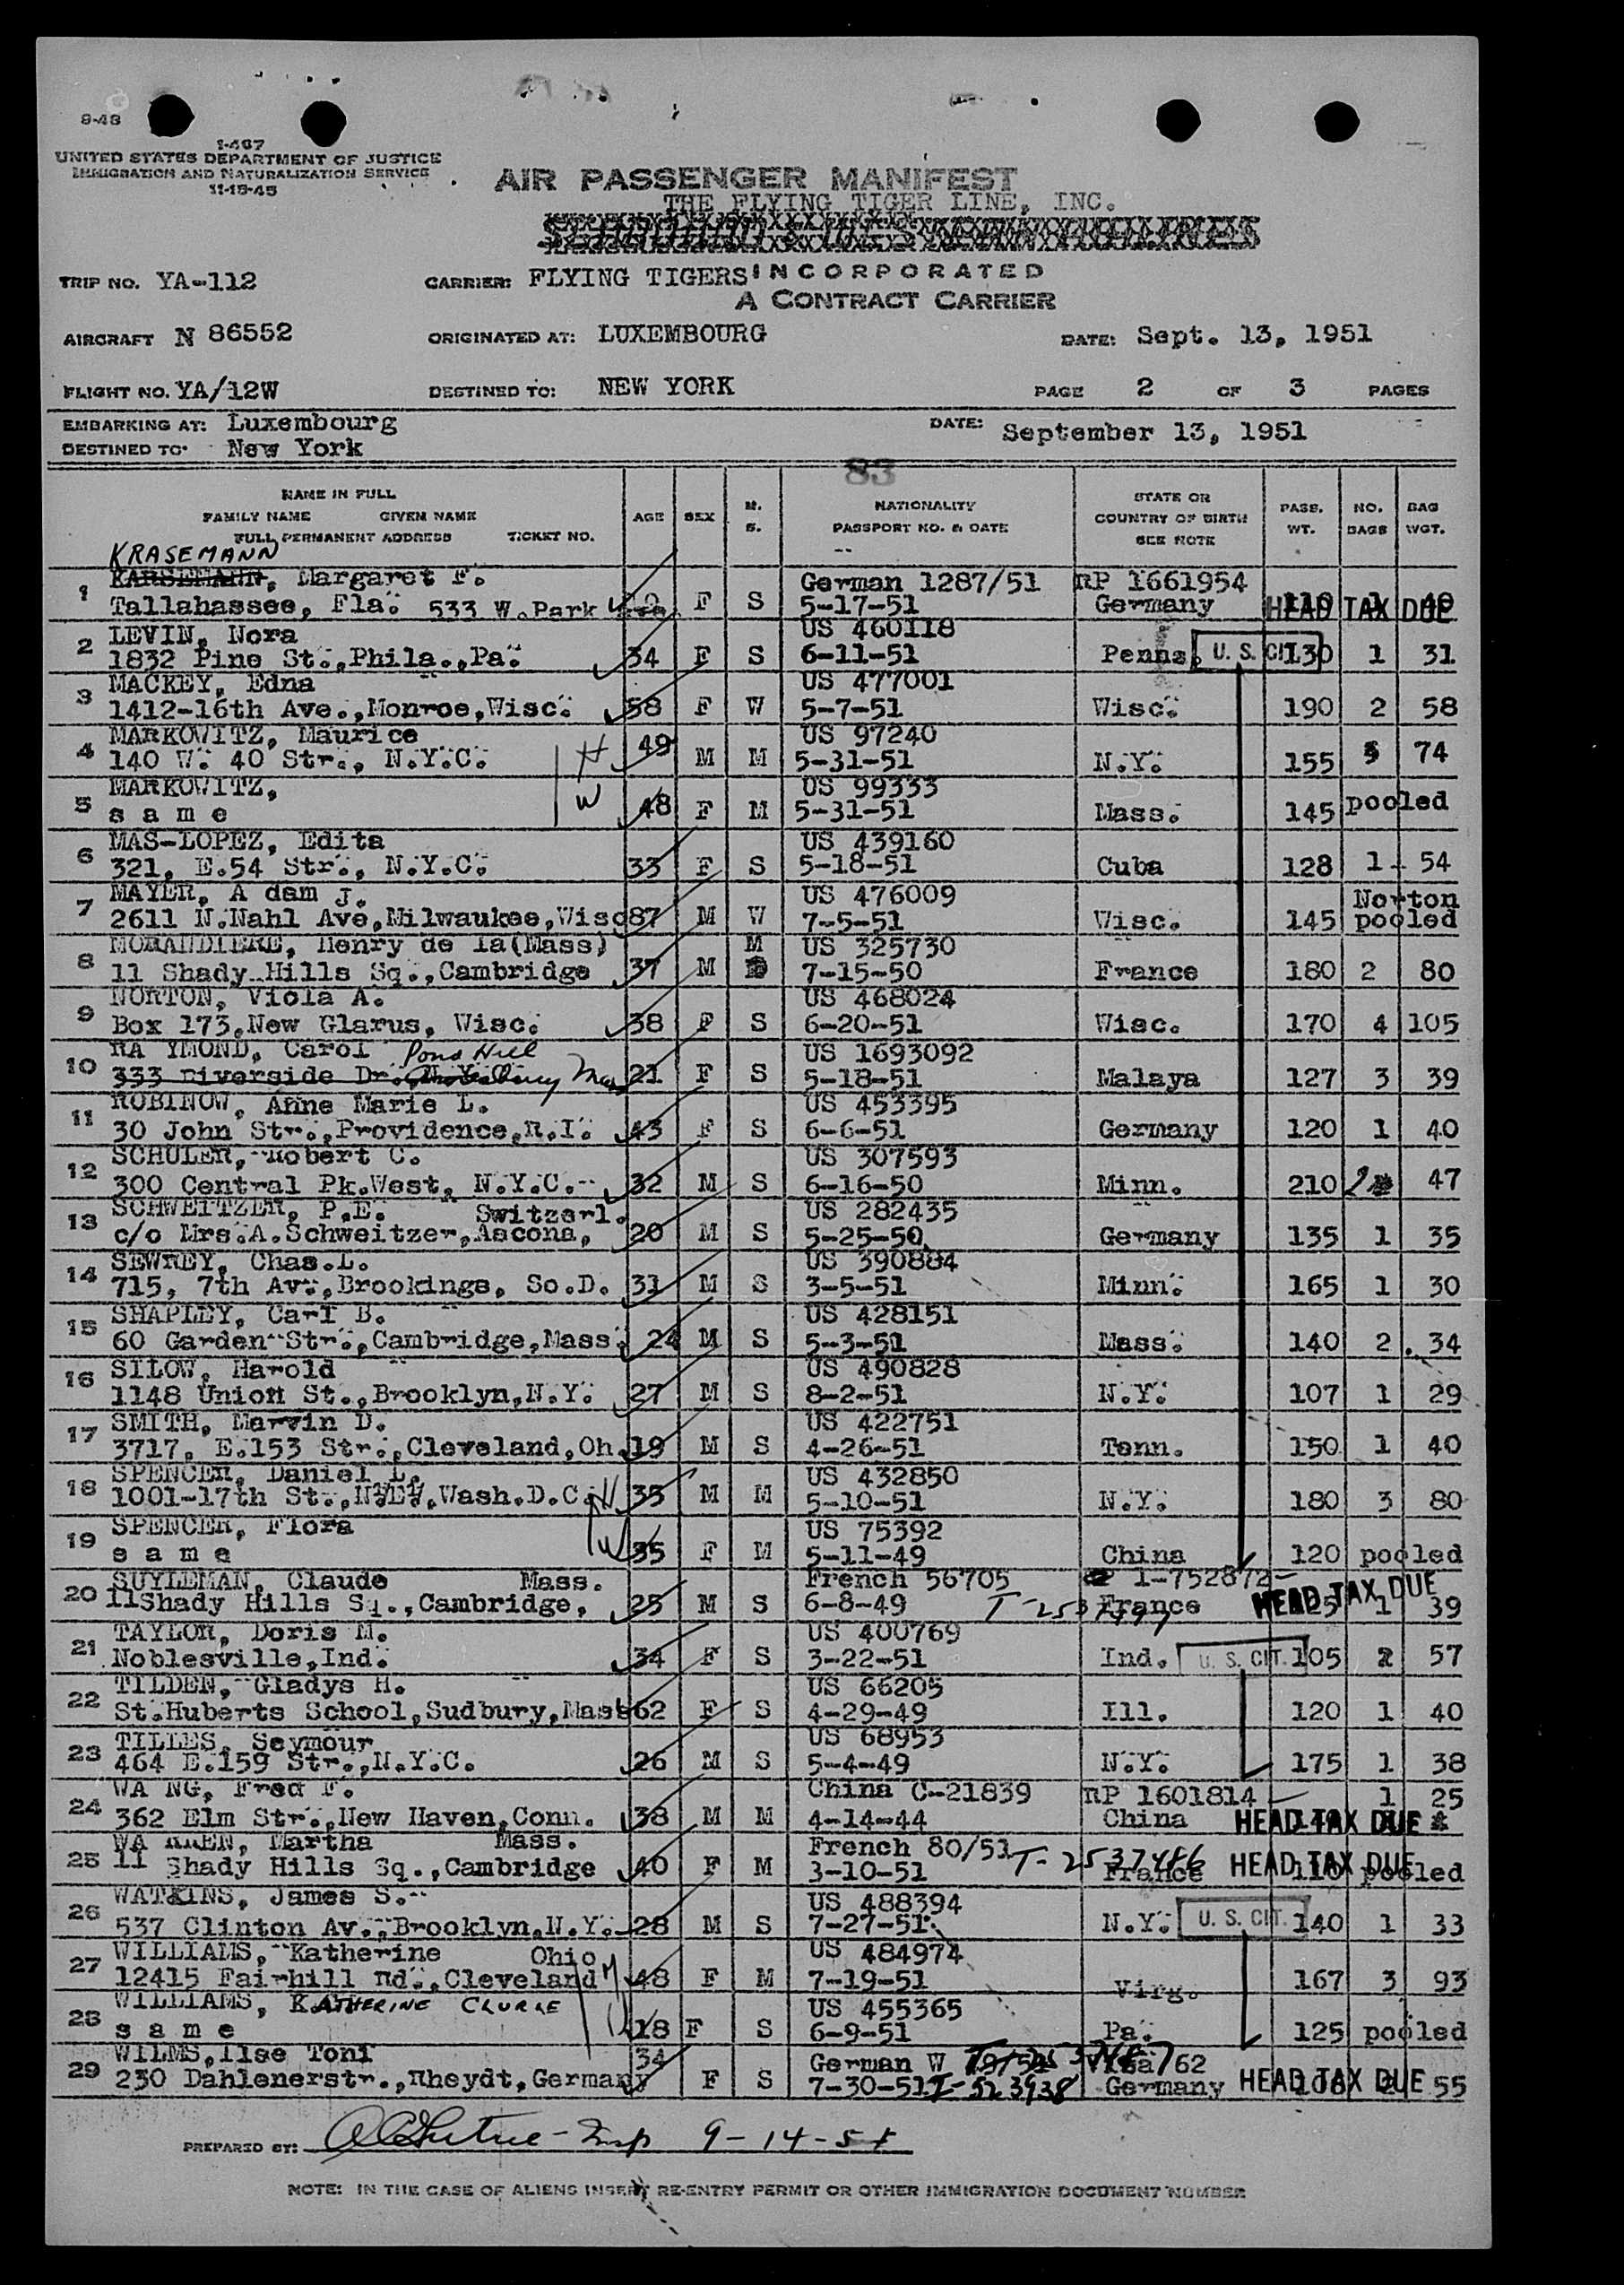 9-48
I-467
UNITED STATES DEPARTMENT OF JUSTICE
IMMIGRATION AND NATURALIZATION SERVICE
11-15-45
AIR PASSENGER MANIFEST
THE FLYING TIGER LINE, INC.
INCORPORATED
A CONTRACT CARRIER
TRIP NO. YA-112 CARRIER: FLYING TIGERS
AIRCRAFT N 86552 ORIGINATED AT: LUXEMBOURG DATE: Sept. 13, 1951
FLIGHT NO. YA/12W DESTINED TO: NEW YORK PAGE 2 OF 3 PAGES
EMBARKING AT: Luxembourg DATE: September 13, 1951
DESTINED TO: New York
83
NAME IN FULL
FAMILY NAME GIVEN NAME
FULL PERMANENT ADDRESS TICKET NO. AGE SEX M. S. NATIONALITY PASSPORT NO. & DATE STATE OR COUNTRY OF BIRTH SEE NOTE PASS. WT. NO. BAGS BAG WGT.
KRASEMANN
1 KARSEMANN, Margaret F. German 1287/51 RP 1661954
Tallahassee, Fla. 533 W.Park F S 5-17-51 Germany HEAD TAX DUE
2 LEVIN, Nora US 460118
1832 Pine St.,Phila.,Pa. 34 F S 6-11-51 Penns. U. S. CIT. 130 1 31
3 MACKEY, Edna US 477001
1412-16th Ave.,Monroe,Wisc. 58 F W 5-7-51 Wisc. 190 2 58
4 MARKOWITZ, Maurice US 97240
140 W. 40 Str., N.Y.C. H 49 M M 5-31-51 N.Y. 155 5 74
5 MARKOWITZ, US 99333
s a m e W 48 F M 5-31-51 Mass. 145 pooled
6 MAS-LOPEZ, Edita US 439160
321, E.54 Str., N.Y.C. 33 F S 5-18-51 Cuba 128 1 54
7 MAYER, A dam J. US 476009 Norton
2611 N.Nahl Ave,Milwaukee,Wisc 87 M W 7-5-51 Wisc. 145 pooled
8 MORANDIERE, Henry de la(Mass) M US 325730
11 Shady Hills Sq.,Cambridge 37 M 7-15-50 France 180 2 80
9 NORTON, Viola A. US 468024
Box 173,New Glarus, Wisc. 38 F S 6-20-51 Wisc. 170 4 105
10 RA YMOND, Carol Pond Hill US 1693092
333 Riverside Dr. N.Y.C. 21 F S 5-18-51 Malaya 127 3 39
11 ROBINOW, Anne Marie L. US 453395
30 John Str.,Providence,R.I. 43 F S 6-6-51 Germany 120 1 40
12 SCHULER, Robert C. US 307593
300 Central Pk.West, N.Y.C. 32 M S 6-16-50 Minn. 210 2 47
13 SCHWEITZER, P.E. Switzerl. US 282435
c/o Mrs.A.Schweitzer,Ascona, 20 M S 5-25-50 Germany 135 1 35
14 SEWREY, Chas.L. US 390884
715, 7th Av.,Brookings, So.D. 31 M S 3-5-51 Minn. 165 1 30
15 SHAPLEY, Carl B. US 428151
60 Garden Str.,Cambridge,Mass. 24 M S 5-3-51 Mass. 140 2 34
16 SILOW, Harold US 490828
1148 Union St.,Brooklyn,N.Y. 27 M S 8-2-51 N.Y. 107 1 29
17 SMITH, Marvin D. US 422751
3717, E.153 Str.,Cleveland,Oh. 19 M S 4-26-51 Tenn. 150 1 40
18 SPENCER, Daniel L. US 432850
1001-17th St.,N.W.,Wash.D.C. H 35 M M 5-10-51 N.Y. 180 3 80
19 SPENCER, Flora US 75392
s a m e W 35 F M 5-11-49 China 120 pooled
20 SUYLEMAN, Claude Mass. French 56705 1-752872
11Shady Hills Sq.,Cambridge, 25 M S 6-8-49 France HEAD TAX DUE 125 1 39
21 TAYLOR, Doris M. US 400769
Noblesville,Ind. 34 F S 3-22-51 Ind. U. S. CIT. 105 2 57
22 TILDEN, Gladys H. US 66205
St.Huberts School,Sudbury,Mass 62 F S 4-29-49 Ill. 120 1 40
23 TILLES, Seymour US 68953
464 E.159 Str.,N.Y.C. 26 M S 5-4-49 N.Y. 175 1 38
24 WA NG, Fred F. China C-21839 RP 1601814 1 25
362 Elm Str.,New Haven,Conn. 38 M M 4-14-44 China HEAD TAX DUE
25 WA RREN, Martha Mass. French 80/51 T-2537486
11 Shady Hills Sq.,Cambridge 40 F M 3-10-51 France HEAD TAX DUE 110 pooled
26 WATKINS, James S. US 488394
537 Clinton Av.,Brooklyn,N.Y. 28 M S 7-27-51 N.Y. U. S. CIT. 140 1 33
27 WILLIAMS, Katherine Ohio US 484974
12415 Fairhill Rd.,Cleveland M 48 F M 7-19-51 Virg. 167 3 93
28 WILLIAMS, KATHERINE US 455365
s a m e 18 F S 6-9-51 Pa. 125 pooled
29 WILMS,Ilse Toni 34 German W Visa 62
230 Dahlenerstr.,Rheydt,Germany F S 7-30-51 T-523938 Germany HEAD TAX DUE 55
PREPARED BY: Insp 9-14-51
NOTE: IN THE CASE OF ALIENS INSERT RE-ENTRY PERMIT OR OTHER IMMIGRATION DOCUMENT NUMBER